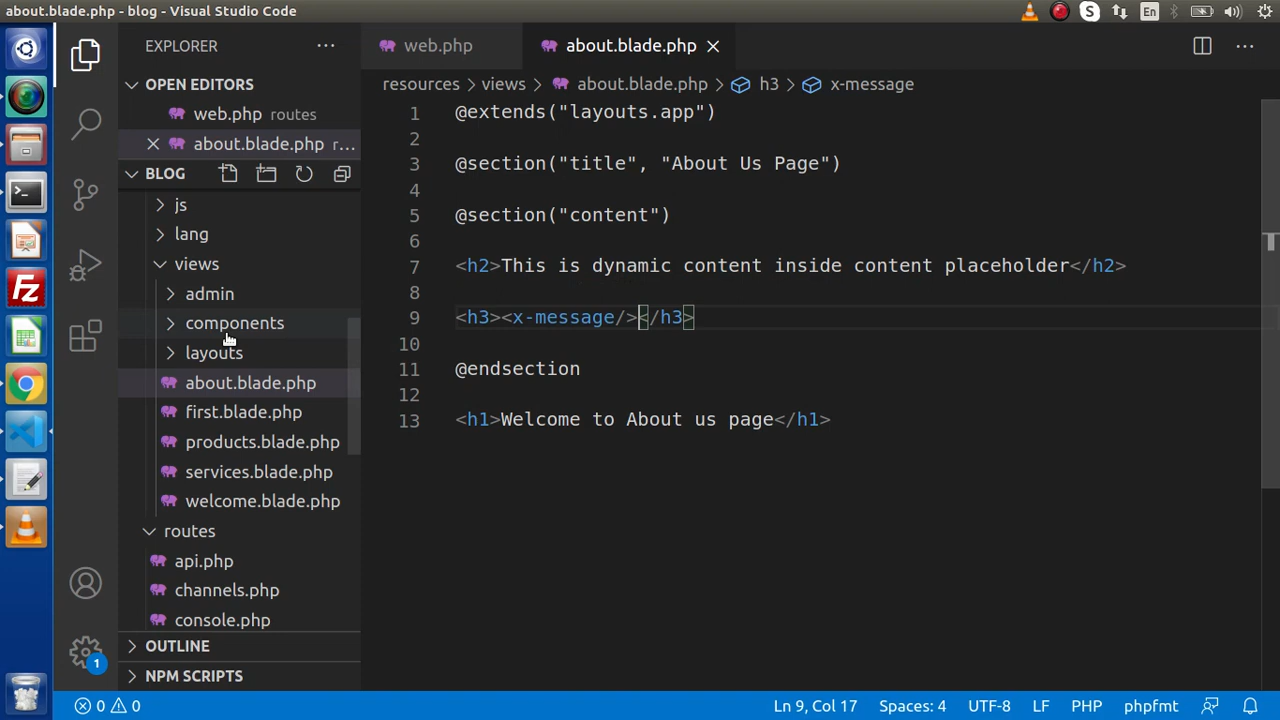 about.blade.php - blog - Visual Studio Code
S
En
EXPLORER
OPEN EDITORS
web.php routes
about.blade.php r...
BLOG
js
lang
views
admin
components
layouts
about.blade.php
first.blade.php
products.blade.php
services.blade.php
welcome.blade.php
routes
api.php
channels.php
console.php
OUTLINE
NPM SCRIPTS
web.php
about.blade.php
resources > views > about.blade.php > h3 > x-message
1 @extends("layouts.app")
2
3 @section("title", "About Us Page")
4
5 @section("content")
6
7 <h2>This is dynamic content inside content placeholder</h2>
8
9 <h3><x-message/></h3>
10
11 @endsection
12
13 <h1>Welcome to About us page</h1>
Fz
1
0 0
Ln 9, Col 17 Spaces: 4 UTF-8 LF PHP phpfmt